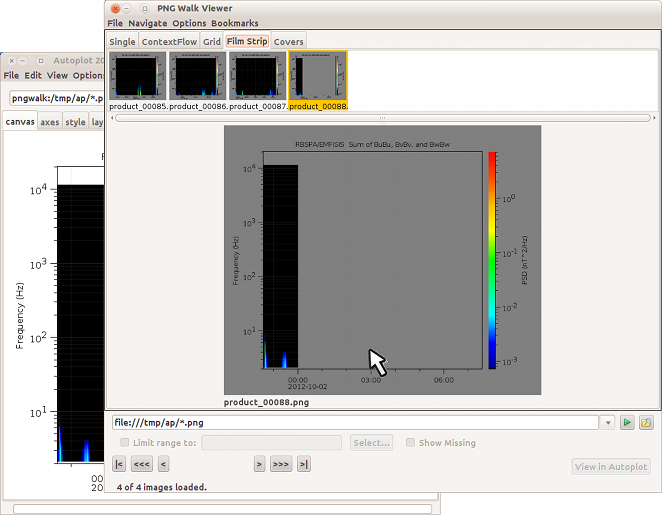 PNG Walk Viewer
File Navigate Options Bookmarks
Single ContextFlow Grid Film Strip Covers
product_00085. product_00086. product_00087. product_00088.
RBSPA/EMFISIS Sum of BuBu, BvBv, and BwBw
Frequency (Hz)
10^4
10^3
10^2
10^1
00:00 03:00 06:00
2012-10-02
10^0
10^-1
10^-2
10^-3
PSD (nT^2/Hz)
product_00088.png
file:///tmp/ap/*.png
Limit range to: Select... Show Missing
|< <<< < > >>> >|
View in Autoplot
4 of 4 images loaded.
Autoplot 20
File Edit View Options
pngwalk:/tmp/ap/*.p
canvas axes style lay
Frequency (Hz)
10^4
10^3
10^2
10^1
00
20